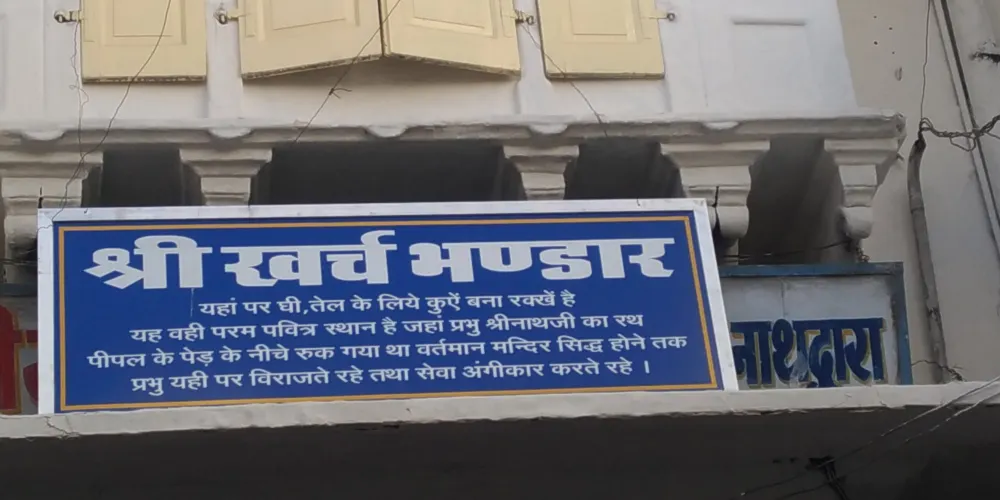 श्री खर्च भण्डार
यहां पर घी,तेल के लिये कुऐं बना रक्खें है
यह वही परम पवित्र स्थान है जहां प्रभु श्रीनाथजी का रथ
पीपल के पेड़ के नीचे रुक गया था वर्तमान मन्दिर सिद्ध होने तक
प्रभु यही पर विराजते रहे तथा सेवा अंगीकार करते रहे ।
नाथद्वारा